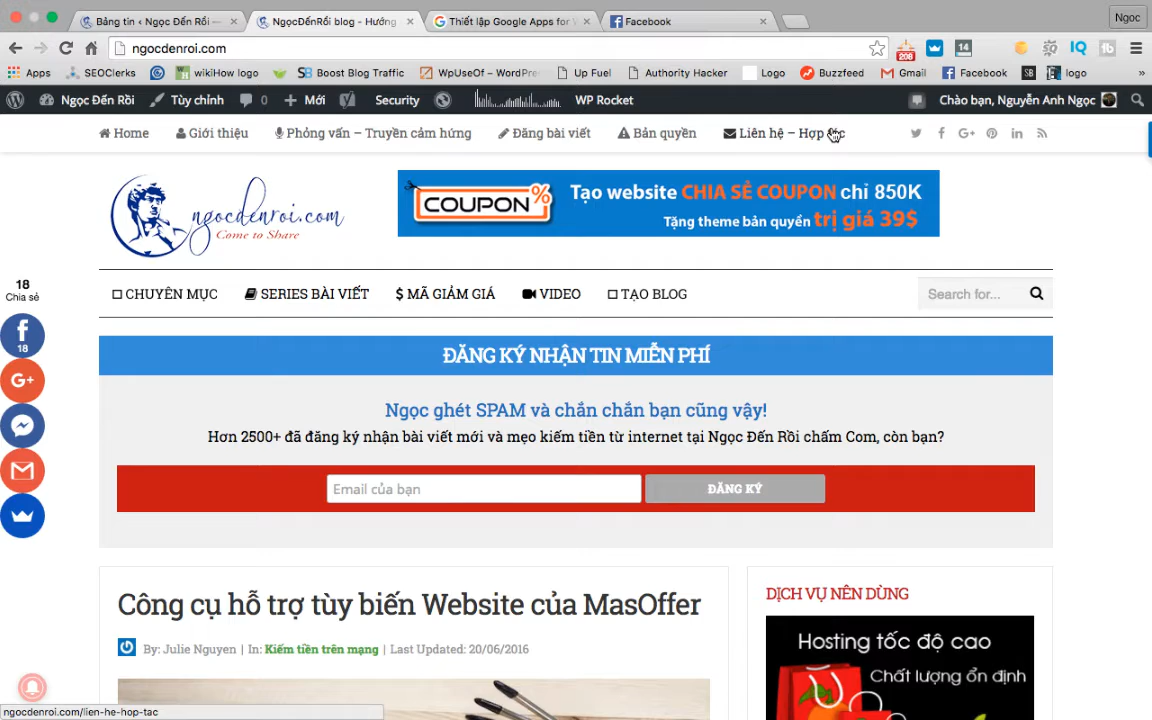 Bảng tin ‹ Ngọc Đến Rồi —
NgọcĐếnRồi blog - Hướng
Thiết lập Google Apps for W
Facebook
Ngoc
ngocdenroi.com
208
14
IQ
Apps
SEOClerks
wikiHow logo
SB Boost Blog Traffic
WpUseOf – WordPre
Up Fuel
Authority Hacker
Logo
Buzzfeed
Gmail
Facebook
SB
logo
»
Ngọc Đến Rồi
Tùy chỉnh
0
Mới
Security
WP Rocket
Chào bạn, Nguyễn Anh Ngọc
Home
Giới thiệu
Phỏng vấn – Truyền cảm hứng
Đăng bài viết
Bản quyền
Liên hệ – Hợp tác
ngocdenroi.com
Come to Share
COUPON %
Tạo website CHIA SẺ COUPON chỉ 850K
Tặng theme bản quyền trị giá 39$
18
Chia sẻ
CHUYÊN MỤC
SERIES BÀI VIẾT
$ MÃ GIẢM GIÁ
VIDEO
TẠO BLOG
Search for...
18
G+
ĐĂNG KÝ NHẬN TIN MIỄN PHÍ
Ngọc ghét SPAM và chắn chắn bạn cũng vậy!
Hơn 2500+ đã đăng ký nhận bài viết mới và mẹo kiếm tiền từ internet tại Ngọc Đến Rồi chấm Com, còn bạn?
Email của bạn
ĐĂNG KÝ
Công cụ hỗ trợ tùy biến Website của MasOffer
By: Julie Nguyen | In: Kiếm tiền trên mạng | Last Updated: 20/06/2016
DỊCH VỤ NÊN DÙNG
Hosting tốc độ cao
Chất lượng ổn định
ngocdenroi.com/lien-he-hop-tac